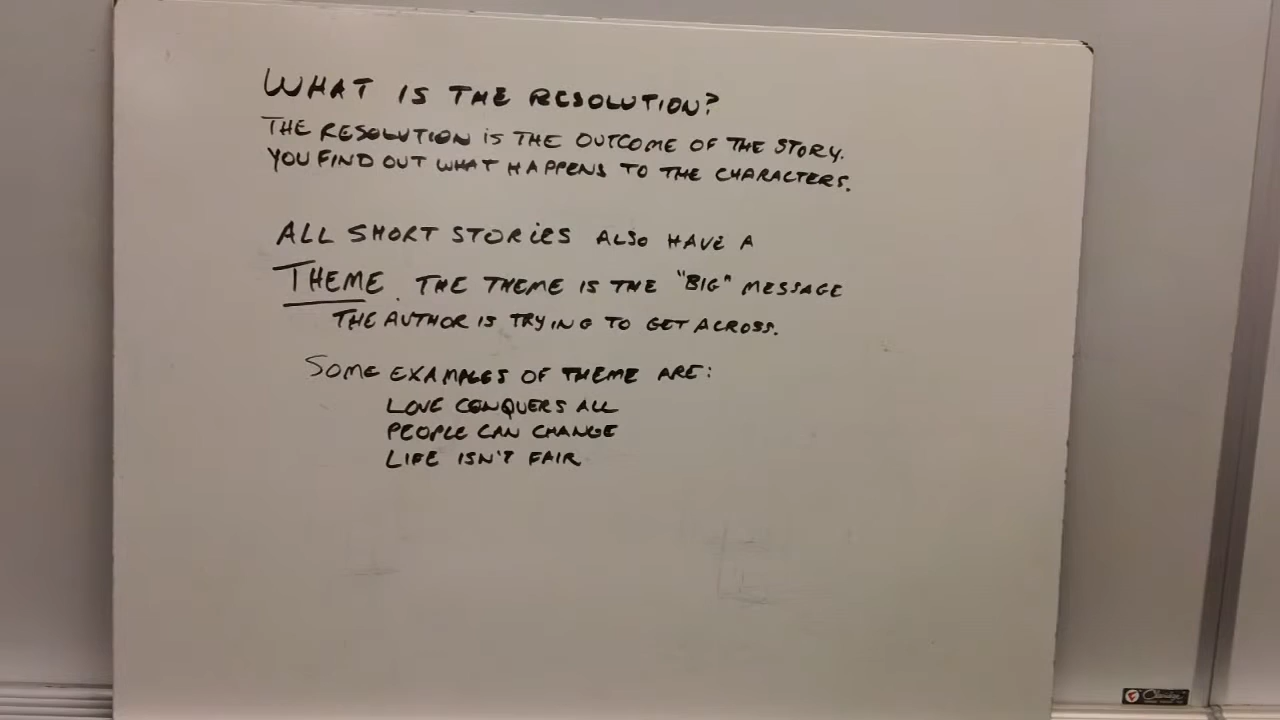 WHAT IS THE RESOLUTION?
THE RESOLUTION IS THE OUTCOME OF THE STORY.
YOU FIND OUT WHAT HAPPENS TO THE CHARACTERS.
ALL SHORT STORIES ALSO HAVE A
THEME. THE THEME IS THE "BIG" MESSAGE
THE AUTHOR IS TRYING TO GET ACROSS.
SOME EXAMPLES OF THEME ARE:
LOVE CONQUERS ALL
PEOPLE CAN CHANGE
LIFE ISN'T FAIR
Claridge